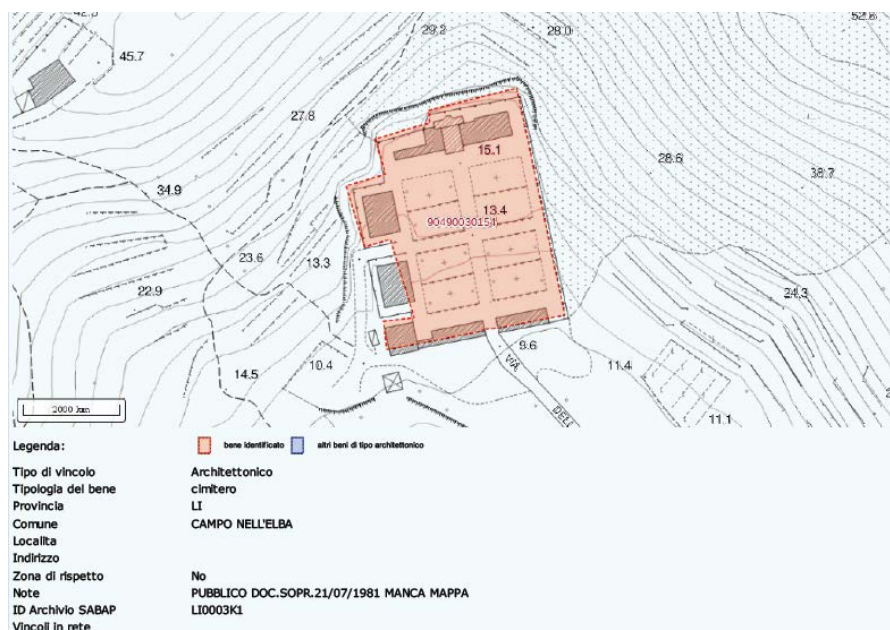 42.3
29.2
28.0
52.6
45.7
27.8
15.1
28.6
38.7
34.9
13.4
90490030154
23.6
13.3
22.9
24.3
9.6
10.4
11.4
14.5
VIA
DELL
11.1
2000 km
Legenda:
bene identificato
altri beni di tipo architettonico
Tipo di vincolo Architettonico
Tipologia del bene cimitero
Provincia LI
Comune CAMPO NELL'ELBA
Localita
Indirizzo
Zona di rispetto No
Note PUBBLICO DOC.SOPR.21/07/1981 MANCA MAPPA
ID Archivio SABAP LI0003K1
Vincoli in rete